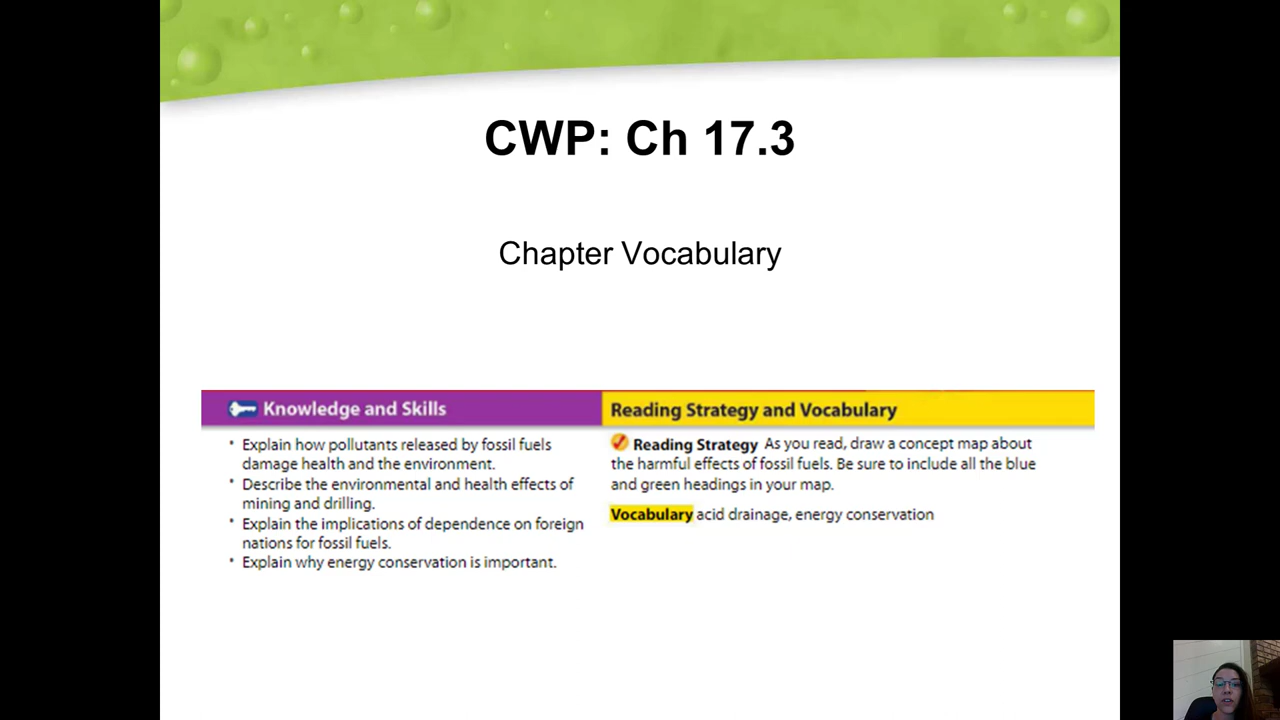 CWP: Ch 17.3
Chapter Vocabulary
Knowledge and Skills
• Explain how pollutants released by fossil fuels
damage health and the environment.
• Describe the environmental and health effects of
mining and drilling.
• Explain the implications of dependence on foreign
nations for fossil fuels.
• Explain why energy conservation is important.
Reading Strategy and Vocabulary
Reading Strategy As you read, draw a concept map about
the harmful effects of fossil fuels. Be sure to include all the blue
and green headings in your map.
Vocabulary acid drainage, energy conservation